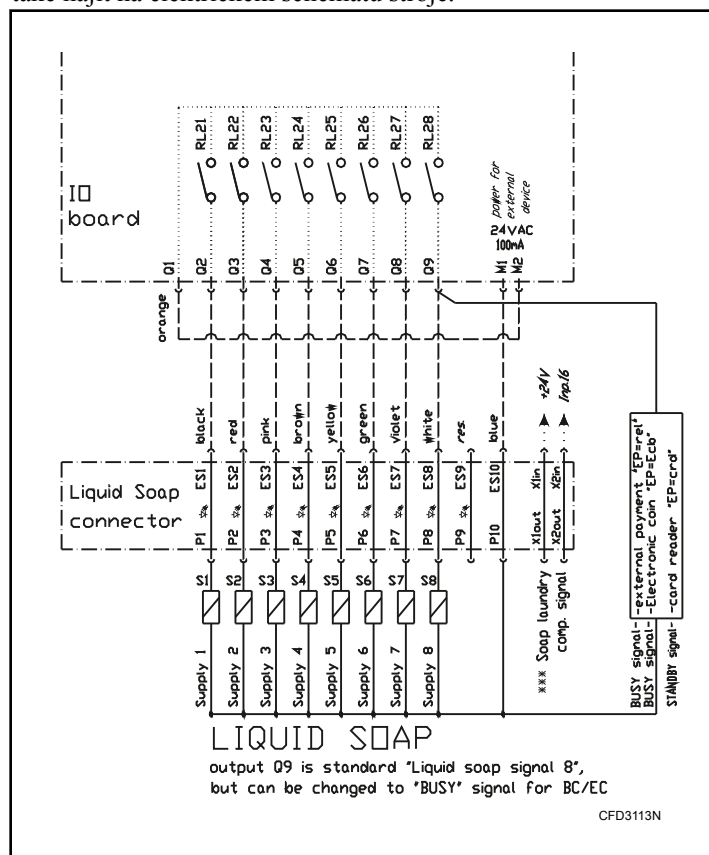 také najít na elektrickém schématu stroje.
RL21
RL22
RL23
RL24
RL25
RL26
RL27
RL28
IO
board
power for
external
device
24VAC
100mA
Q1
Q2
Q3
Q4
Q5
Q6
Q7
Q8
Q9
M1
M2
orange
black
red
pink
brown
yellow
green
violet
white
res.
blue
+24V
Inp.16
Liquid Soap
connector
ES1
ES2
ES3
ES4
ES5
ES6
ES7
ES8
ES9
ES10
X1in
X2in
P1
P2
P3
P4
P5
P6
P7
P8
P9
P10
X1out
X2out
S1
S2
S3
S4
S5
S6
S7
S8
Supply 1
Supply 2
Supply 3
Supply 4
Supply 5
Supply 6
Supply 7
Supply 8
*** Soap laundry
comp. signal
BUSY signal- -external payment "EP=rel"
BUSY signal- -Electronic coin "EP=Ecb"
STANDBY signal- -card reader "EP=crd"
LIQUID SOAP
output Q9 is standard "Liquid soap signal 8",
but can be changed to "BUSY" signal for BC/EC
CFD3113N